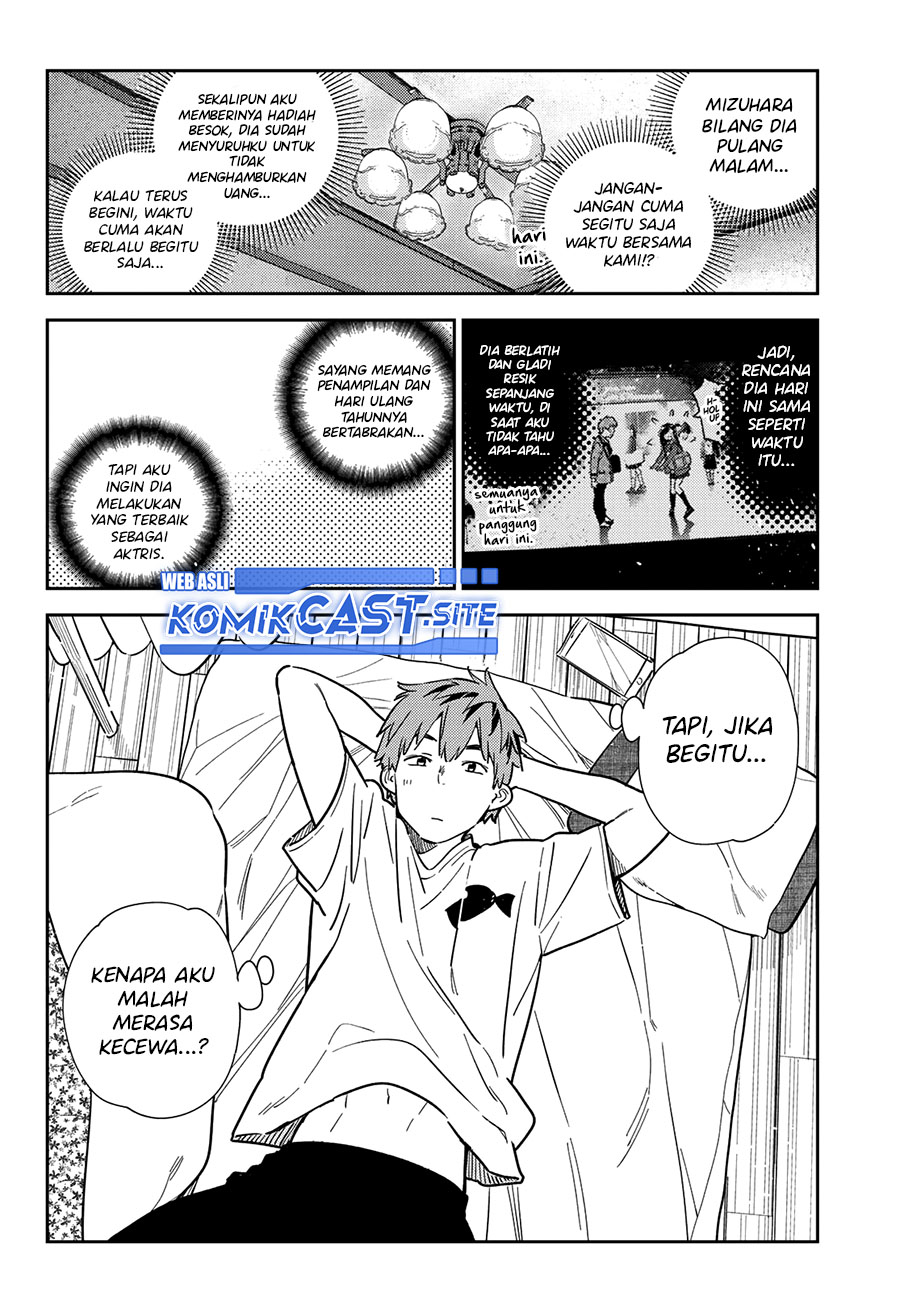 MIZUHARA
BILANG DIA
PULANG
MALAM...
JANGAN-
JANGAN CUMA
SEGITU SAJA
WAKTU BERSAMA
KAMI!?
hari
ini.
SEKALIPUN AKU
MEMBERINYA HADIAH
BESOK, DIA SUDAH
MENYURUHKU UNTUK
TIDAK
MENGHAMBURKAN
UANG...
KALAU TERUS
BEGINI, WAKTU
CUMA AKAN
BERLALU BEGITU
SAJA...
JADI,
RENCANA
DIA HARI
INI SAMA
SEPERTI
WAKTU
ITU...
DIA BERLATIH
DAN GLADI
RESIK
SEPANJANG
WAKTU, DI
SAAT AKU
TIDAK TAHU
APA-APA...
semuanya
untuk
panggung
hari ini.
SAYANG MEMANG
PENAMPILAN DAN
HARI ULANG
TAHUNNYA
BERTABRAKAN...
TAPI AKU
INGIN DIA
MELAKUKAN
YANG TERBAIK
SEBAGAI
AKTRIS.
WEB ASLI
KOMIKCAST.SITE
TAPI, JIKA
BEGITU...
KENAPA AKU
MALAH
MERASA
KECEWA...?